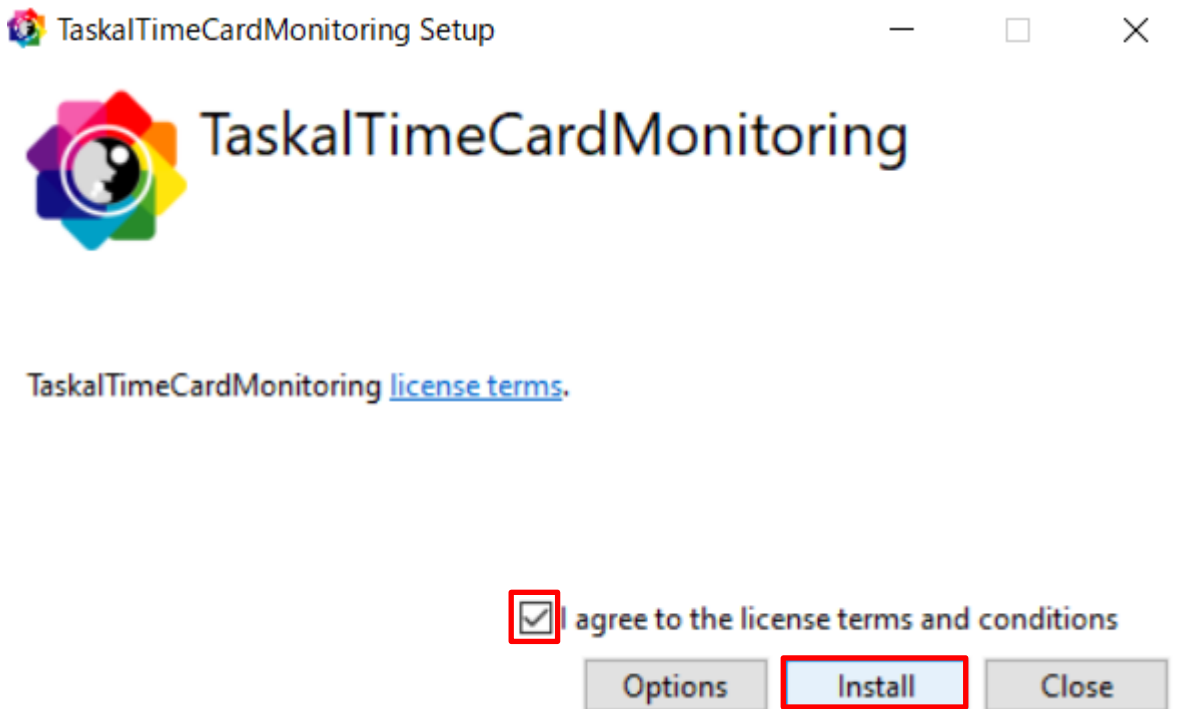 TaskalTimeCardMonitoring Setup
TaskalTimeCardMonitoring
TaskalTimeCardMonitoring license terms.
I agree to the license terms and conditions
Options Install Close